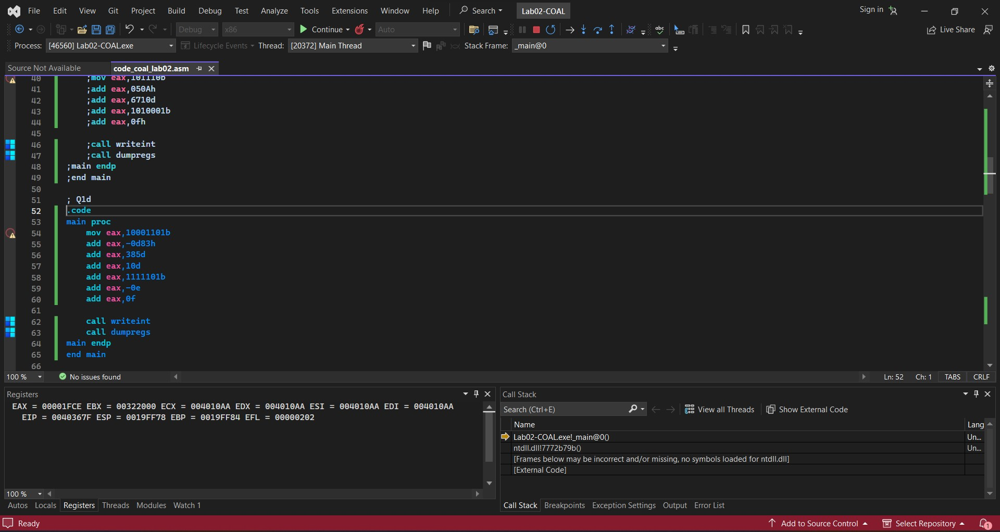 File Edit View Git Project Build Debug Test Analyze Tools Extensions Window Help Search Lab02-COAL Sign in
Debug x86 Continue Auto Live Share
Process: [46560] Lab02-COAL.exe Lifecycle Events Thread: [20372] Main Thread Stack Frame: _main@0
Source Not Available code_coal_lab02.asm
40 ;mov eax,101110b
41 ;add eax,050Ah
42 ;add eax,6710d
43 ;add eax,1010001b
44 ;add eax,0fh
45
46 ;call writeint
47 ;call dumpregs
48 ;main endp
49 ;end main
50
51 ; Q1d
52 .code
53 main proc
54 mov eax,10001101b
55 add eax,-0d83h
56 add eax,385d
57 add eax,10d
58 add eax,1111101b
59 add eax,-0e
60 add eax,0f
61
62 call writeint
63 call dumpregs
64 main endp
65 end main
66
100 % No issues found Ln: 52 Ch: 1 TABS CRLF
Registers
EAX = 00001FCE EBX = 00322000 ECX = 004010AA EDX = 004010AA ESI = 004010AA EDI = 004010AA
EIP = 0040367F ESP = 0019FF78 EBP = 0019FF84 EFL = 00000202
100 %
Autos Locals Registers Threads Modules Watch 1
Call Stack
Search (Ctrl+E) View all Threads Show External Code
Name Lang
Lab02-COAL.exe!_main@0() Un...
ntdll.dll!7772b79b() Un...
[Frames below may be incorrect and/or missing, no symbols loaded for ntdll.dll]
[External Code]
Call Stack Breakpoints Exception Settings Output Error List
Ready Add to Source Control Select Repository 1